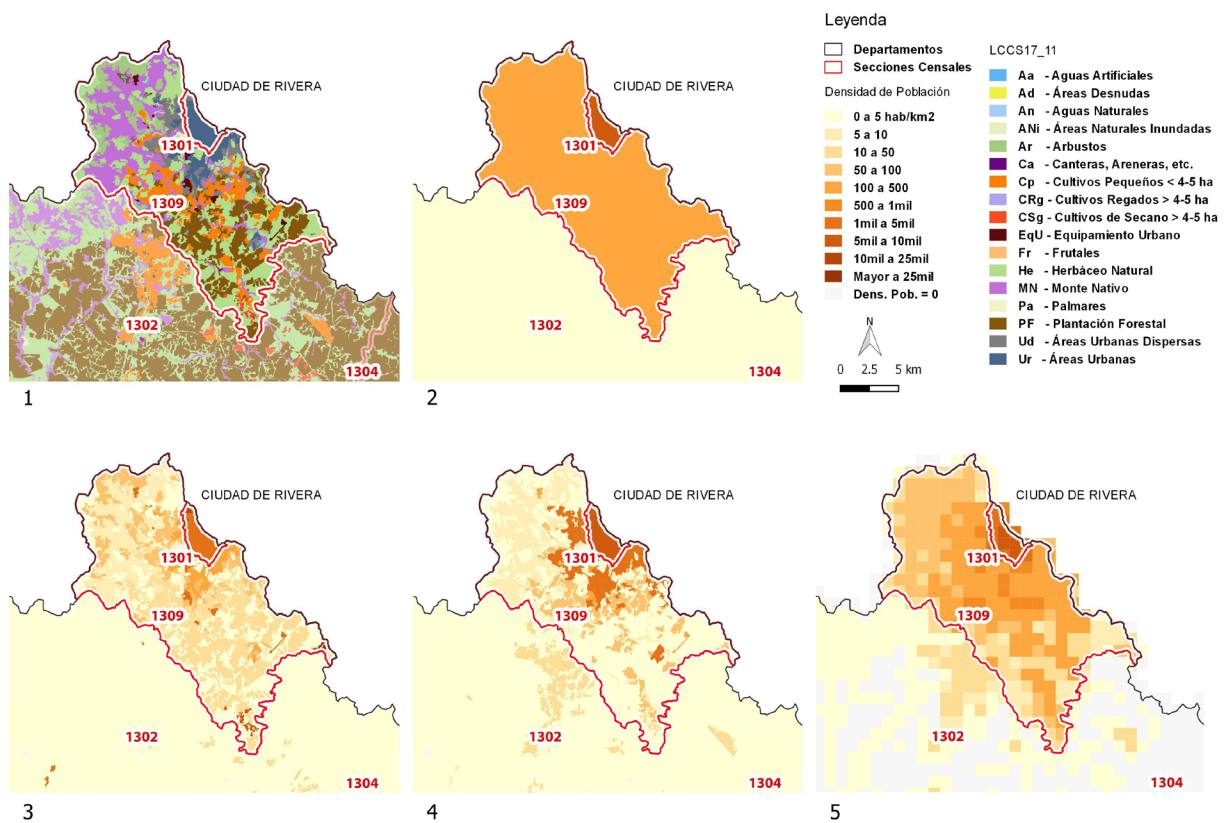 CIUDAD DE RIVERA
1301
1309
1302
1304
1
CIUDAD DE RIVERA
1301
1309
1302
1304
2
Leyenda
Departamentos
Secciones Censales
Densidad de Población
0 a 5 hab/km2
5 a 10
10 a 50
50 a 100
100 a 500
500 a 1mil
1mil a 5mil
5mil a 10mil
10mil a 25mil
Mayor a 25mil
Dens. Pob. = 0
N
0 2.5 5 km
LCCS17_11
Aa - Aguas Artificiales
Ad - Áreas Desnudas
An - Aguas Naturales
ANi - Áreas Naturales Inundadas
Ar - Arbustos
Ca - Canteras, Areneras, etc.
Cp - Cultivos Pequeños < 4-5 ha
CRg - Cultivos Regados > 4-5 ha
CSg - Cultivos de Secano > 4-5 ha
EqU - Equipamiento Urbano
Fr - Frutales
He - Herbáceo Natural
MN - Monte Nativo
Pa - Palmares
PF - Plantación Forestal
Ud - Áreas Urbanas Dispersas
Ur - Áreas Urbanas
CIUDAD DE RIVERA
1301
1309
1302
1304
3
CIUDAD DE RIVERA
1301
1309
1302
1304
4
CIUDAD DE RIVERA
1301
1309
1302
1304
5